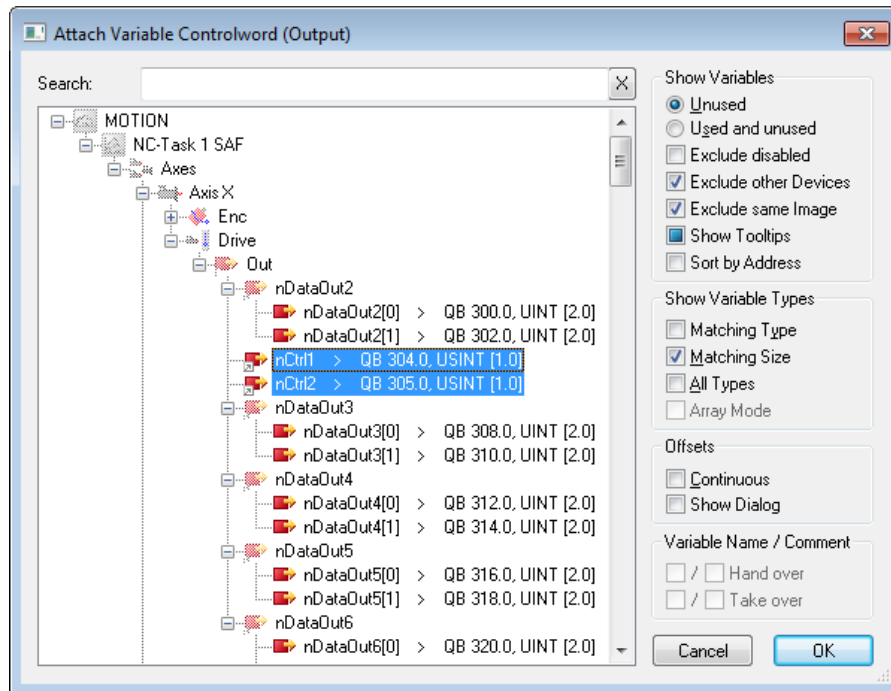 Attach Variable Controlword (Output)
Search:
X
MOTION
NC-Task 1 SAF
Axes
Axis X
Enc
Drive
Out
nDataOut2
nDataOut2[0] > QB 300.0, UINT [2.0]
nDataOut2[1] > QB 302.0, UINT [2.0]
nCtrl1 > QB 304.0, USINT [1.0]
nCtrl2 > QB 305.0, USINT [1.0]
nDataOut3
nDataOut3[0] > QB 308.0, UINT [2.0]
nDataOut3[1] > QB 310.0, UINT [2.0]
nDataOut4
nDataOut4[0] > QB 312.0, UINT [2.0]
nDataOut4[1] > QB 314.0, UINT [2.0]
nDataOut5
nDataOut5[0] > QB 316.0, UINT [2.0]
nDataOut5[1] > QB 318.0, UINT [2.0]
nDataOut6
nDataOut6[0] > QB 320.0, UINT [2.0]
Show Variables
Unused
Used and unused
Exclude disabled
Exclude other Devices
Exclude same Image
Show Tooltips
Sort by Address
Show Variable Types
Matching Type
Matching Size
All Types
Array Mode
Offsets
Continuous
Show Dialog
Variable Name / Comment
/ Hand over
/ Take over
Cancel
OK